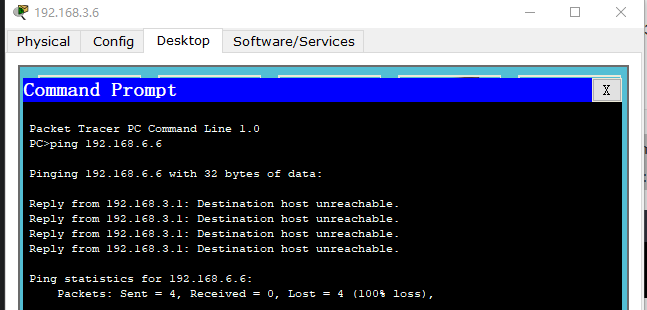 192.168.3.6
Physical Config Desktop Software/Services
Command Prompt X
Packet Tracer PC Command Line 1.0
PC>ping 192.168.6.6
Pinging 192.168.6.6 with 32 bytes of data:
Reply from 192.168.3.1: Destination host unreachable.
Reply from 192.168.3.1: Destination host unreachable.
Reply from 192.168.3.1: Destination host unreachable.
Reply from 192.168.3.1: Destination host unreachable.
Ping statistics for 192.168.6.6:
Packets: Sent = 4, Received = 0, Lost = 4 (100% loss),